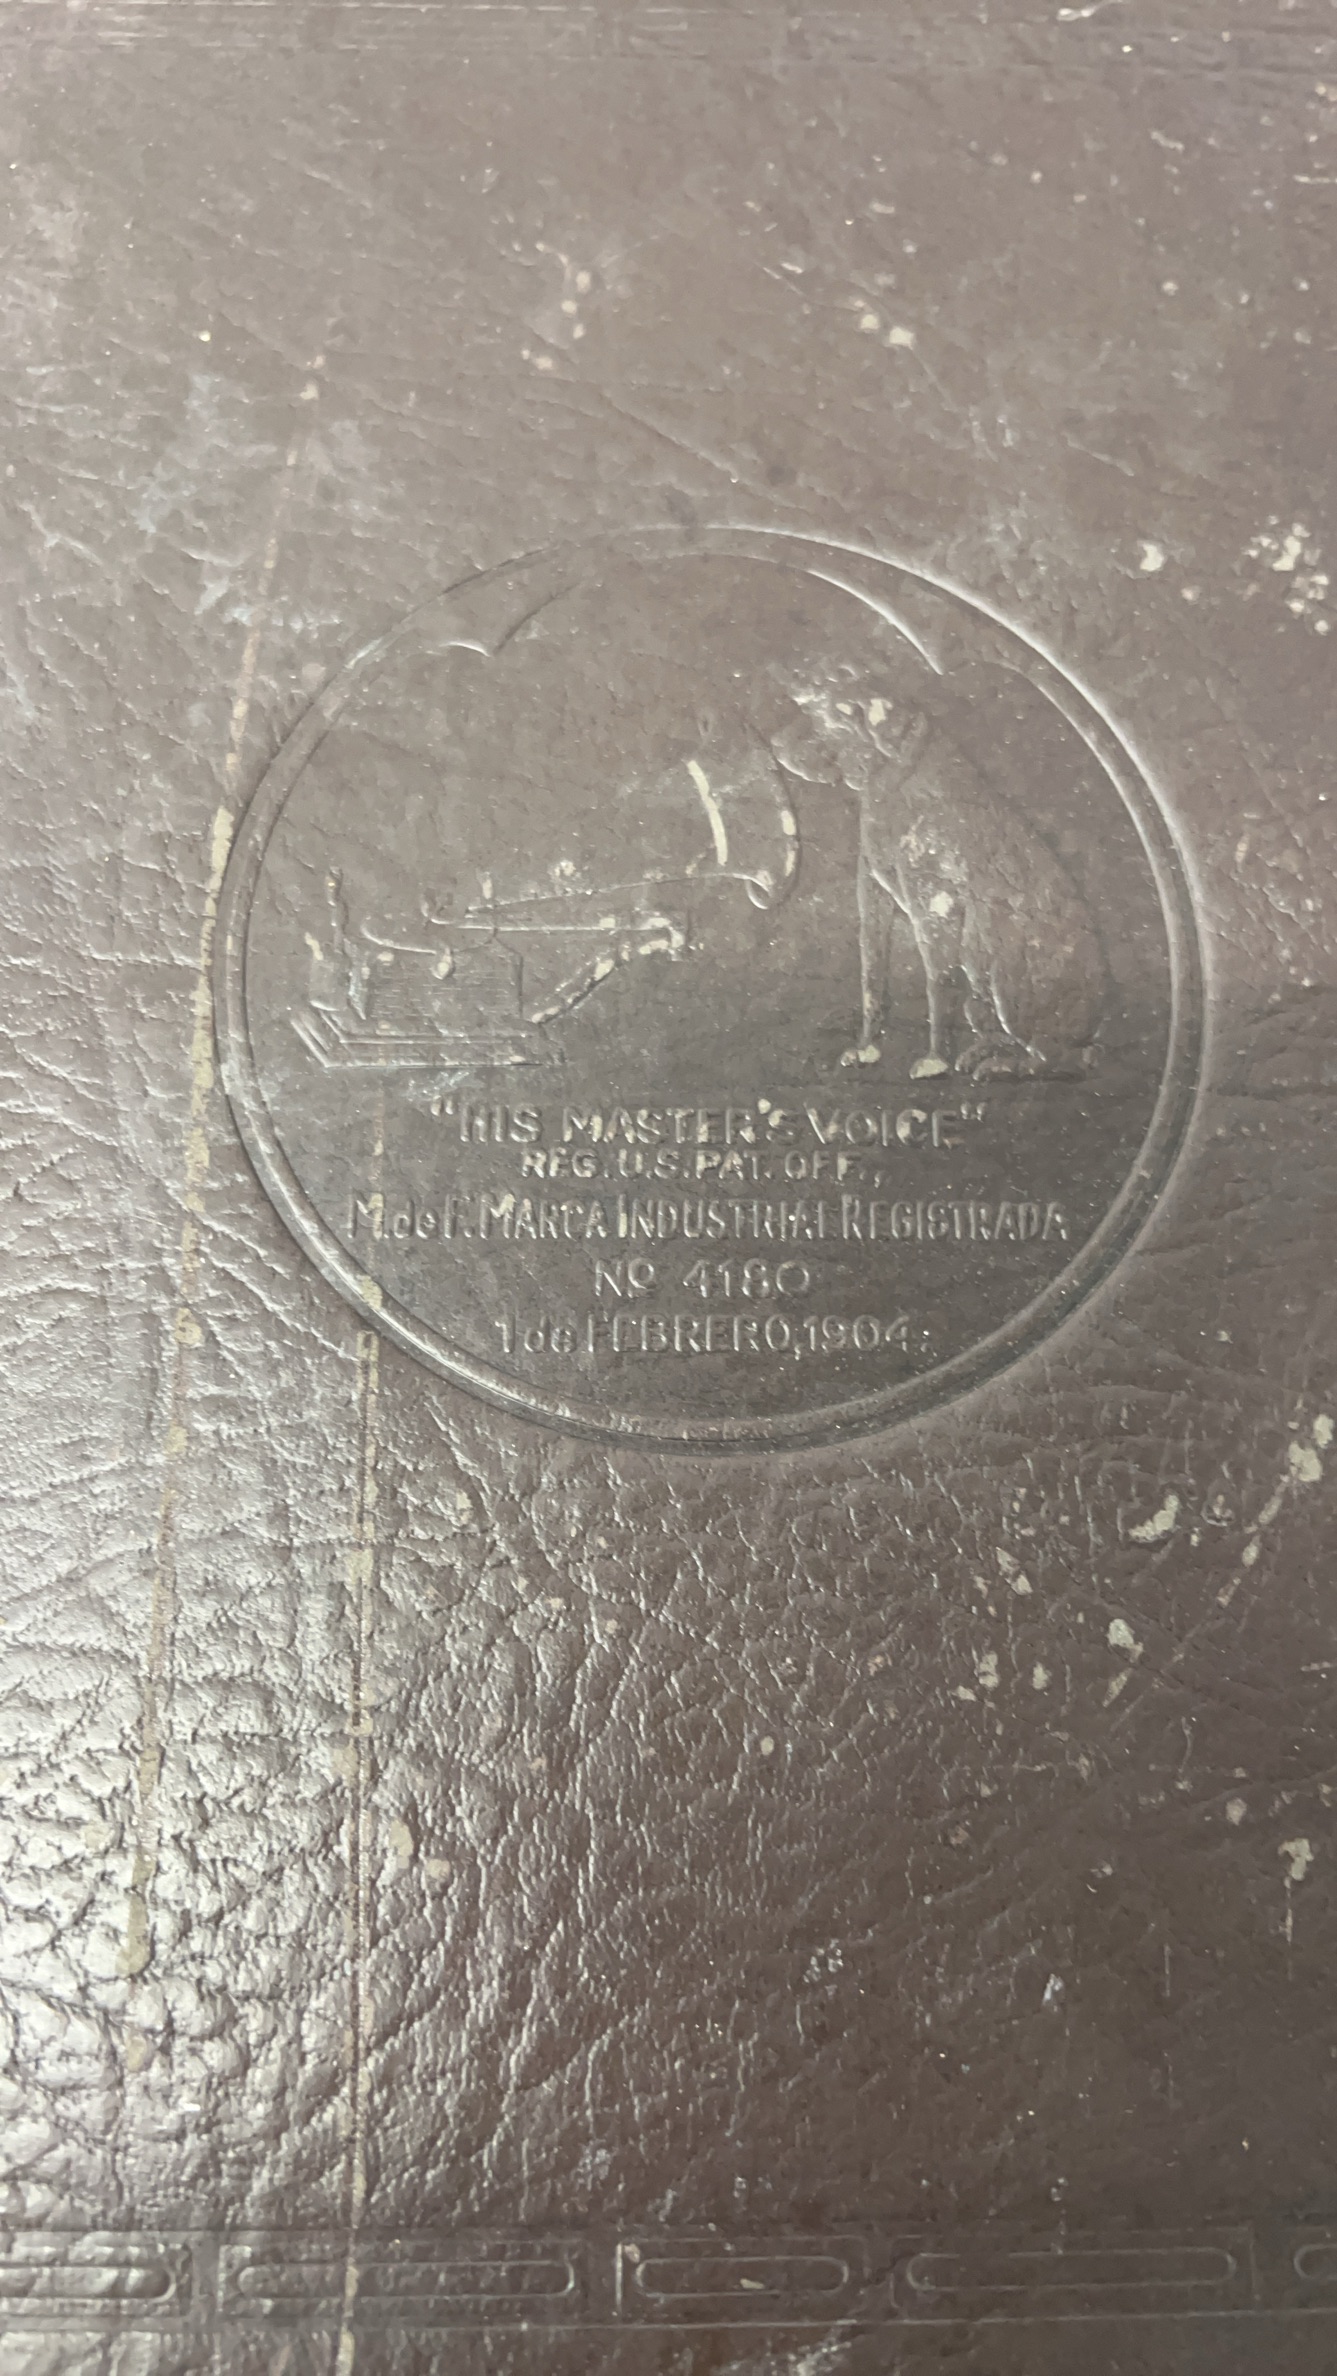 "HIS MASTER'S VOICE"
REG. U.S. PAT. OFF.,
M. de F. MARCA INDUSTRIAL REGISTRADA
Nº 4180
1 de FEBRERO, 1904.